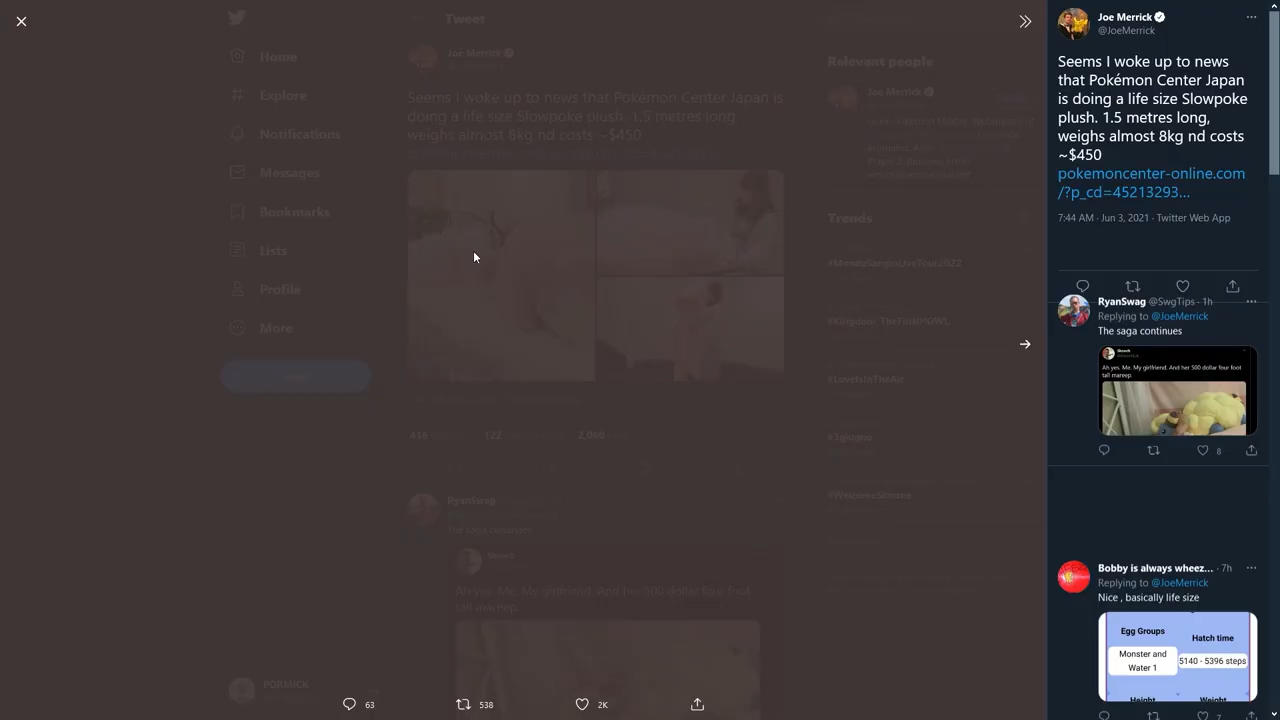 Tweet
Joe Merrick
Seems I woke up to news that Pokémon Center Japan is
doing a life size Slowpoke plush. 1.5 metres long,
weighs almost 8kg nd costs ~$450
Home
Explore
Notifications
Messages
Bookmarks
Lists
Profile
More
416
122
2,060
RyanSwag
The saga continues
Ah yes. Me. My girlfriend. And her 500 dollar four foot
tall mareep.
PORMICK
Relevant people
Joe Merrick
Trends
#LoveIsInTheAir
#3giugno
63
538
2K
Joe Merrick
@JoeMerrick
Seems I woke up to news
that Pokémon Center Japan
is doing a life size Slowpoke
plush. 1.5 metres long,
weighs almost 8kg nd costs
~$450
pokemoncenter-online.com
/?p_cd=45213293...
7:44 AM · Jun 3, 2021 · Twitter Web App
RyanSwag @SwgTips · 1h
Replying to @JoeMerrick
The saga continues
Ah yes. Me. My girlfriend. And her 500 dollar four foot
tall mareep.
8
Bobby is always wheez... · 7h
Replying to @JoeMerrick
Nice , basically life size
Egg Groups
Hatch time
Monster and
Water 1
5140 - 5396 steps
Height
Weight
7